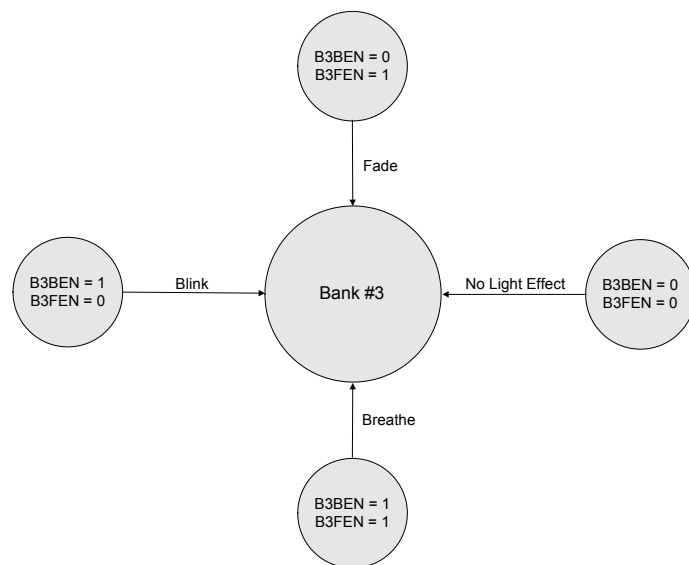 B3BEN = 0
B3FEN = 1
Fade
B3BEN = 1
B3FEN = 0
Blink
Bank #3
No Light Effect
B3BEN = 0
B3FEN = 0
Breathe
B3BEN = 1
B3FEN = 1